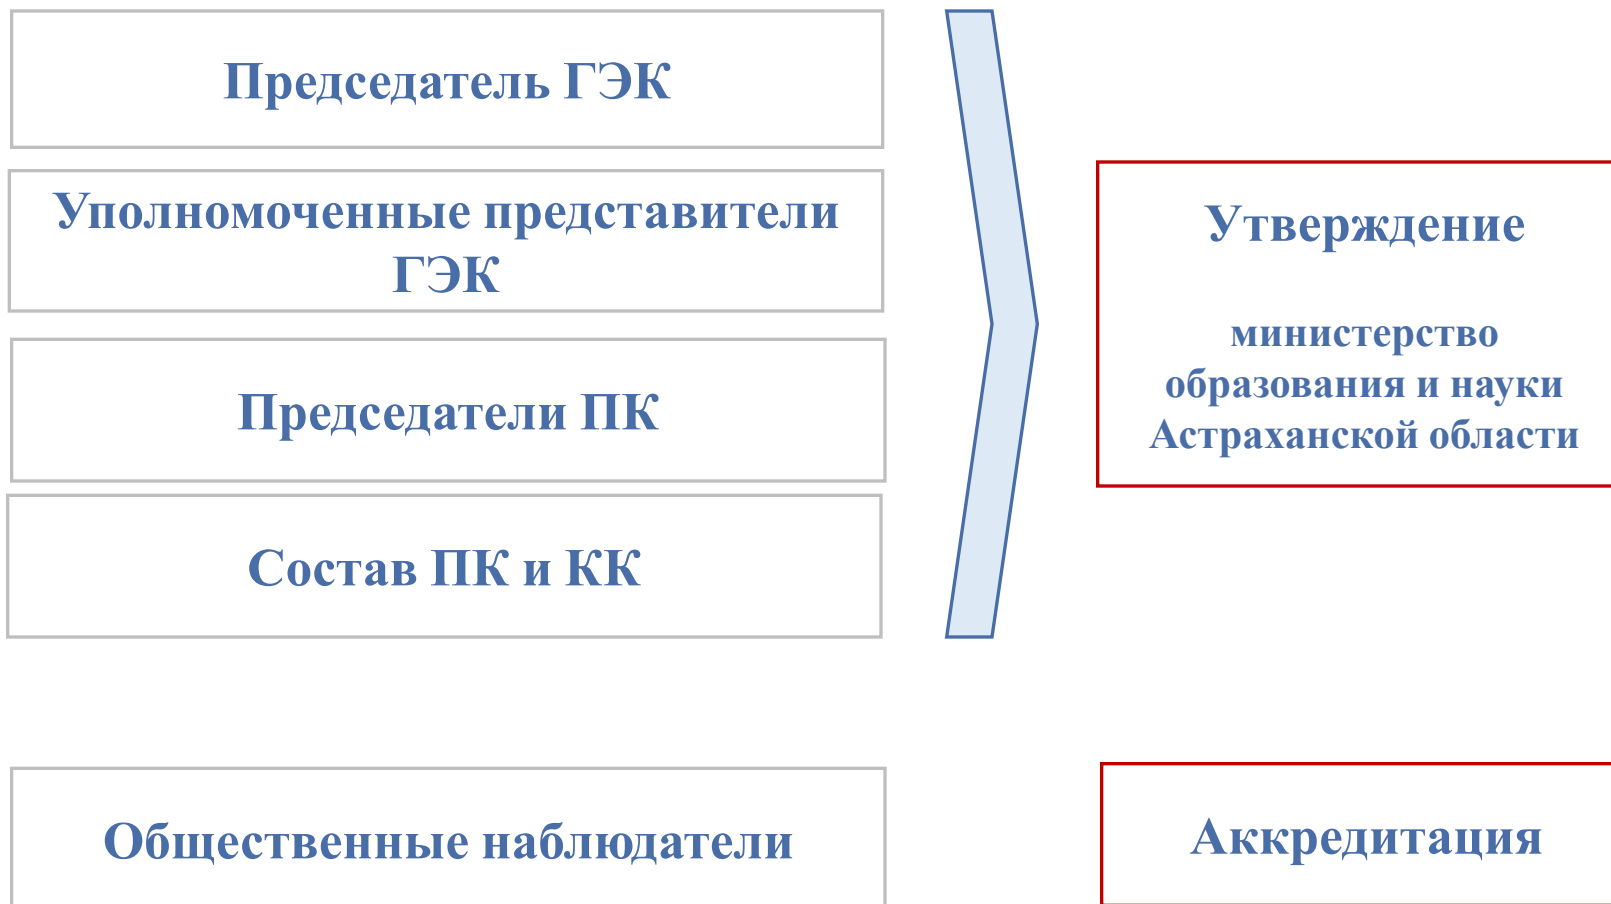 Председатель ГЭК
Уполномоченные представители
ГЭК
Председатели ПК
Состав ПК и КК
Утверждение
министерство
образования и науки
Астраханской области
Общественные наблюдатели
Аккредитация